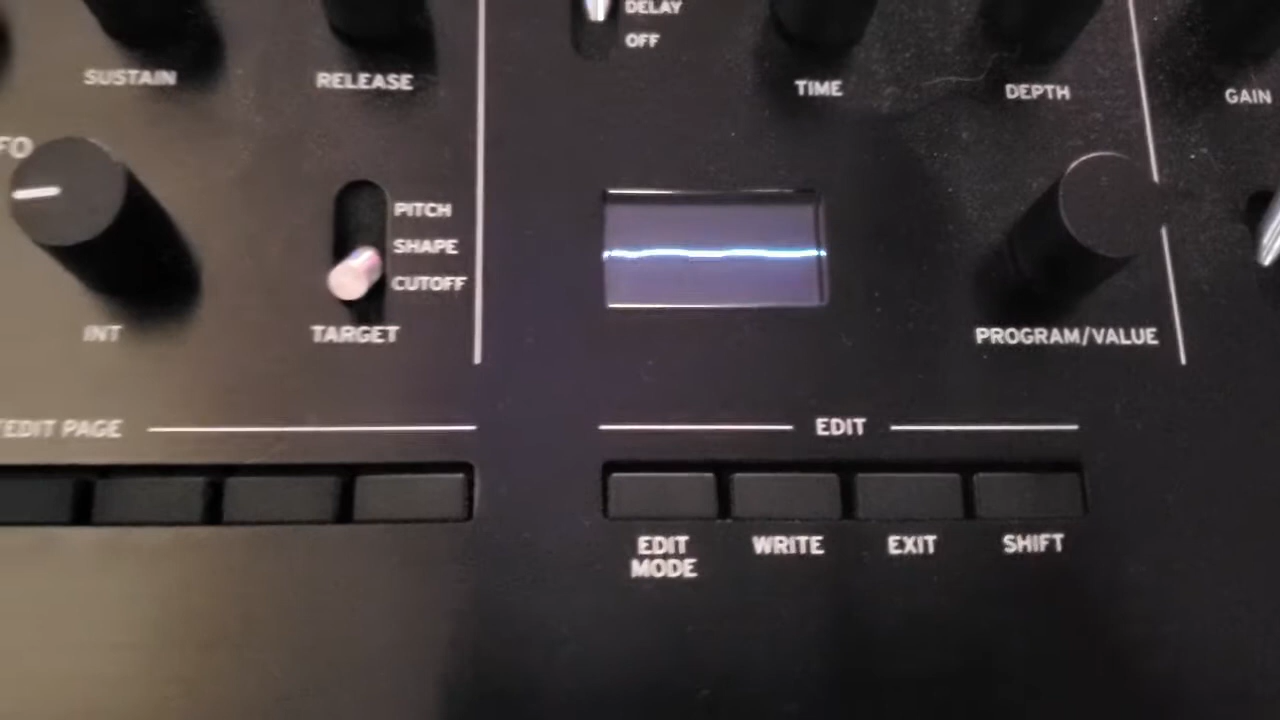 DELAY
OFF
SUSTAIN
RELEASE
TIME
DEPTH
GAIN
FO
PITCH
SHAPE
CUTOFF
INT
TARGET
PROGRAM/VALUE
EDIT PAGE
EDIT
EDIT
MODE
WRITE
EXIT
SHIFT